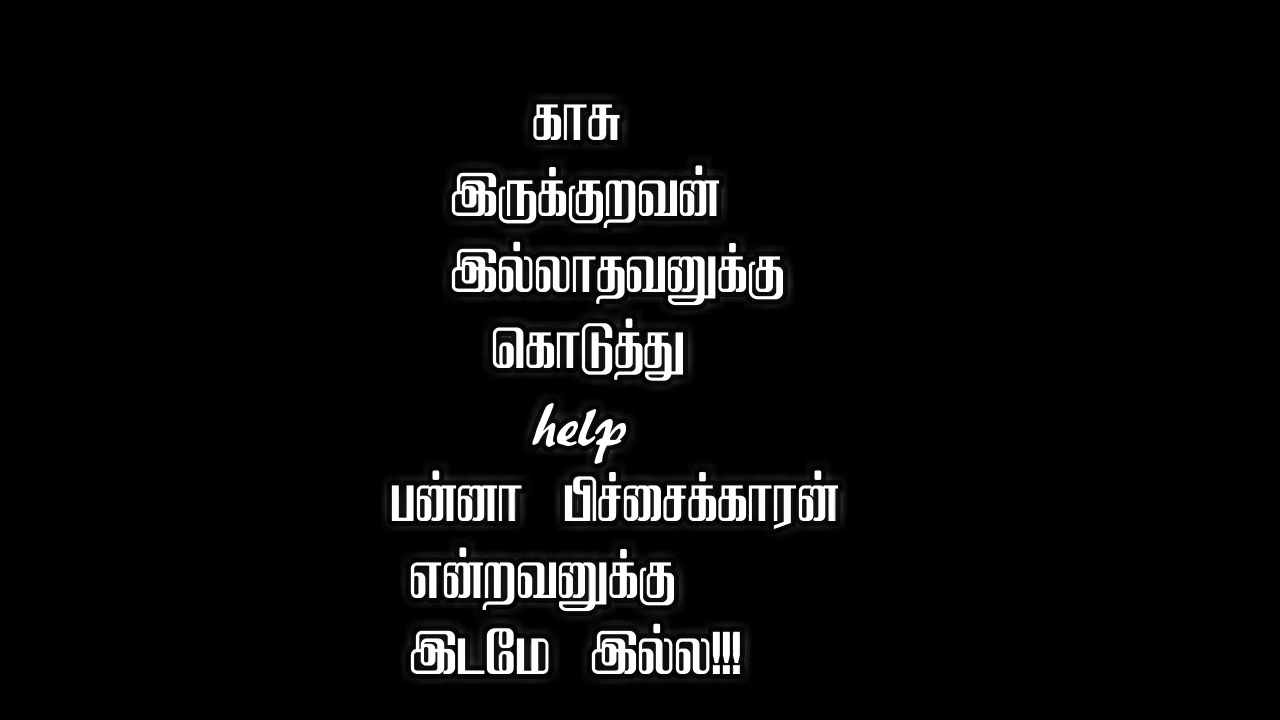 காசு
இருக்குறவன்
இல்லாதவனுக்கு
கொடுத்து
help
பன்னா பிச்சைக்காரன்
என்றவனுக்கு
இடமே இல்ல!!!